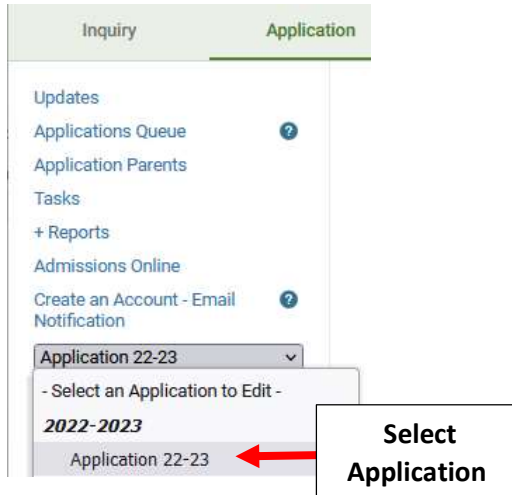 Inquiry Application
Updates
Applications Queue ?
Application Parents
Tasks
+ Reports
Admissions Online
Create an Account - Email ?
Notification
Application 22-23
- Select an Application to Edit -
2022-2023
Application 22-23
Select
Application